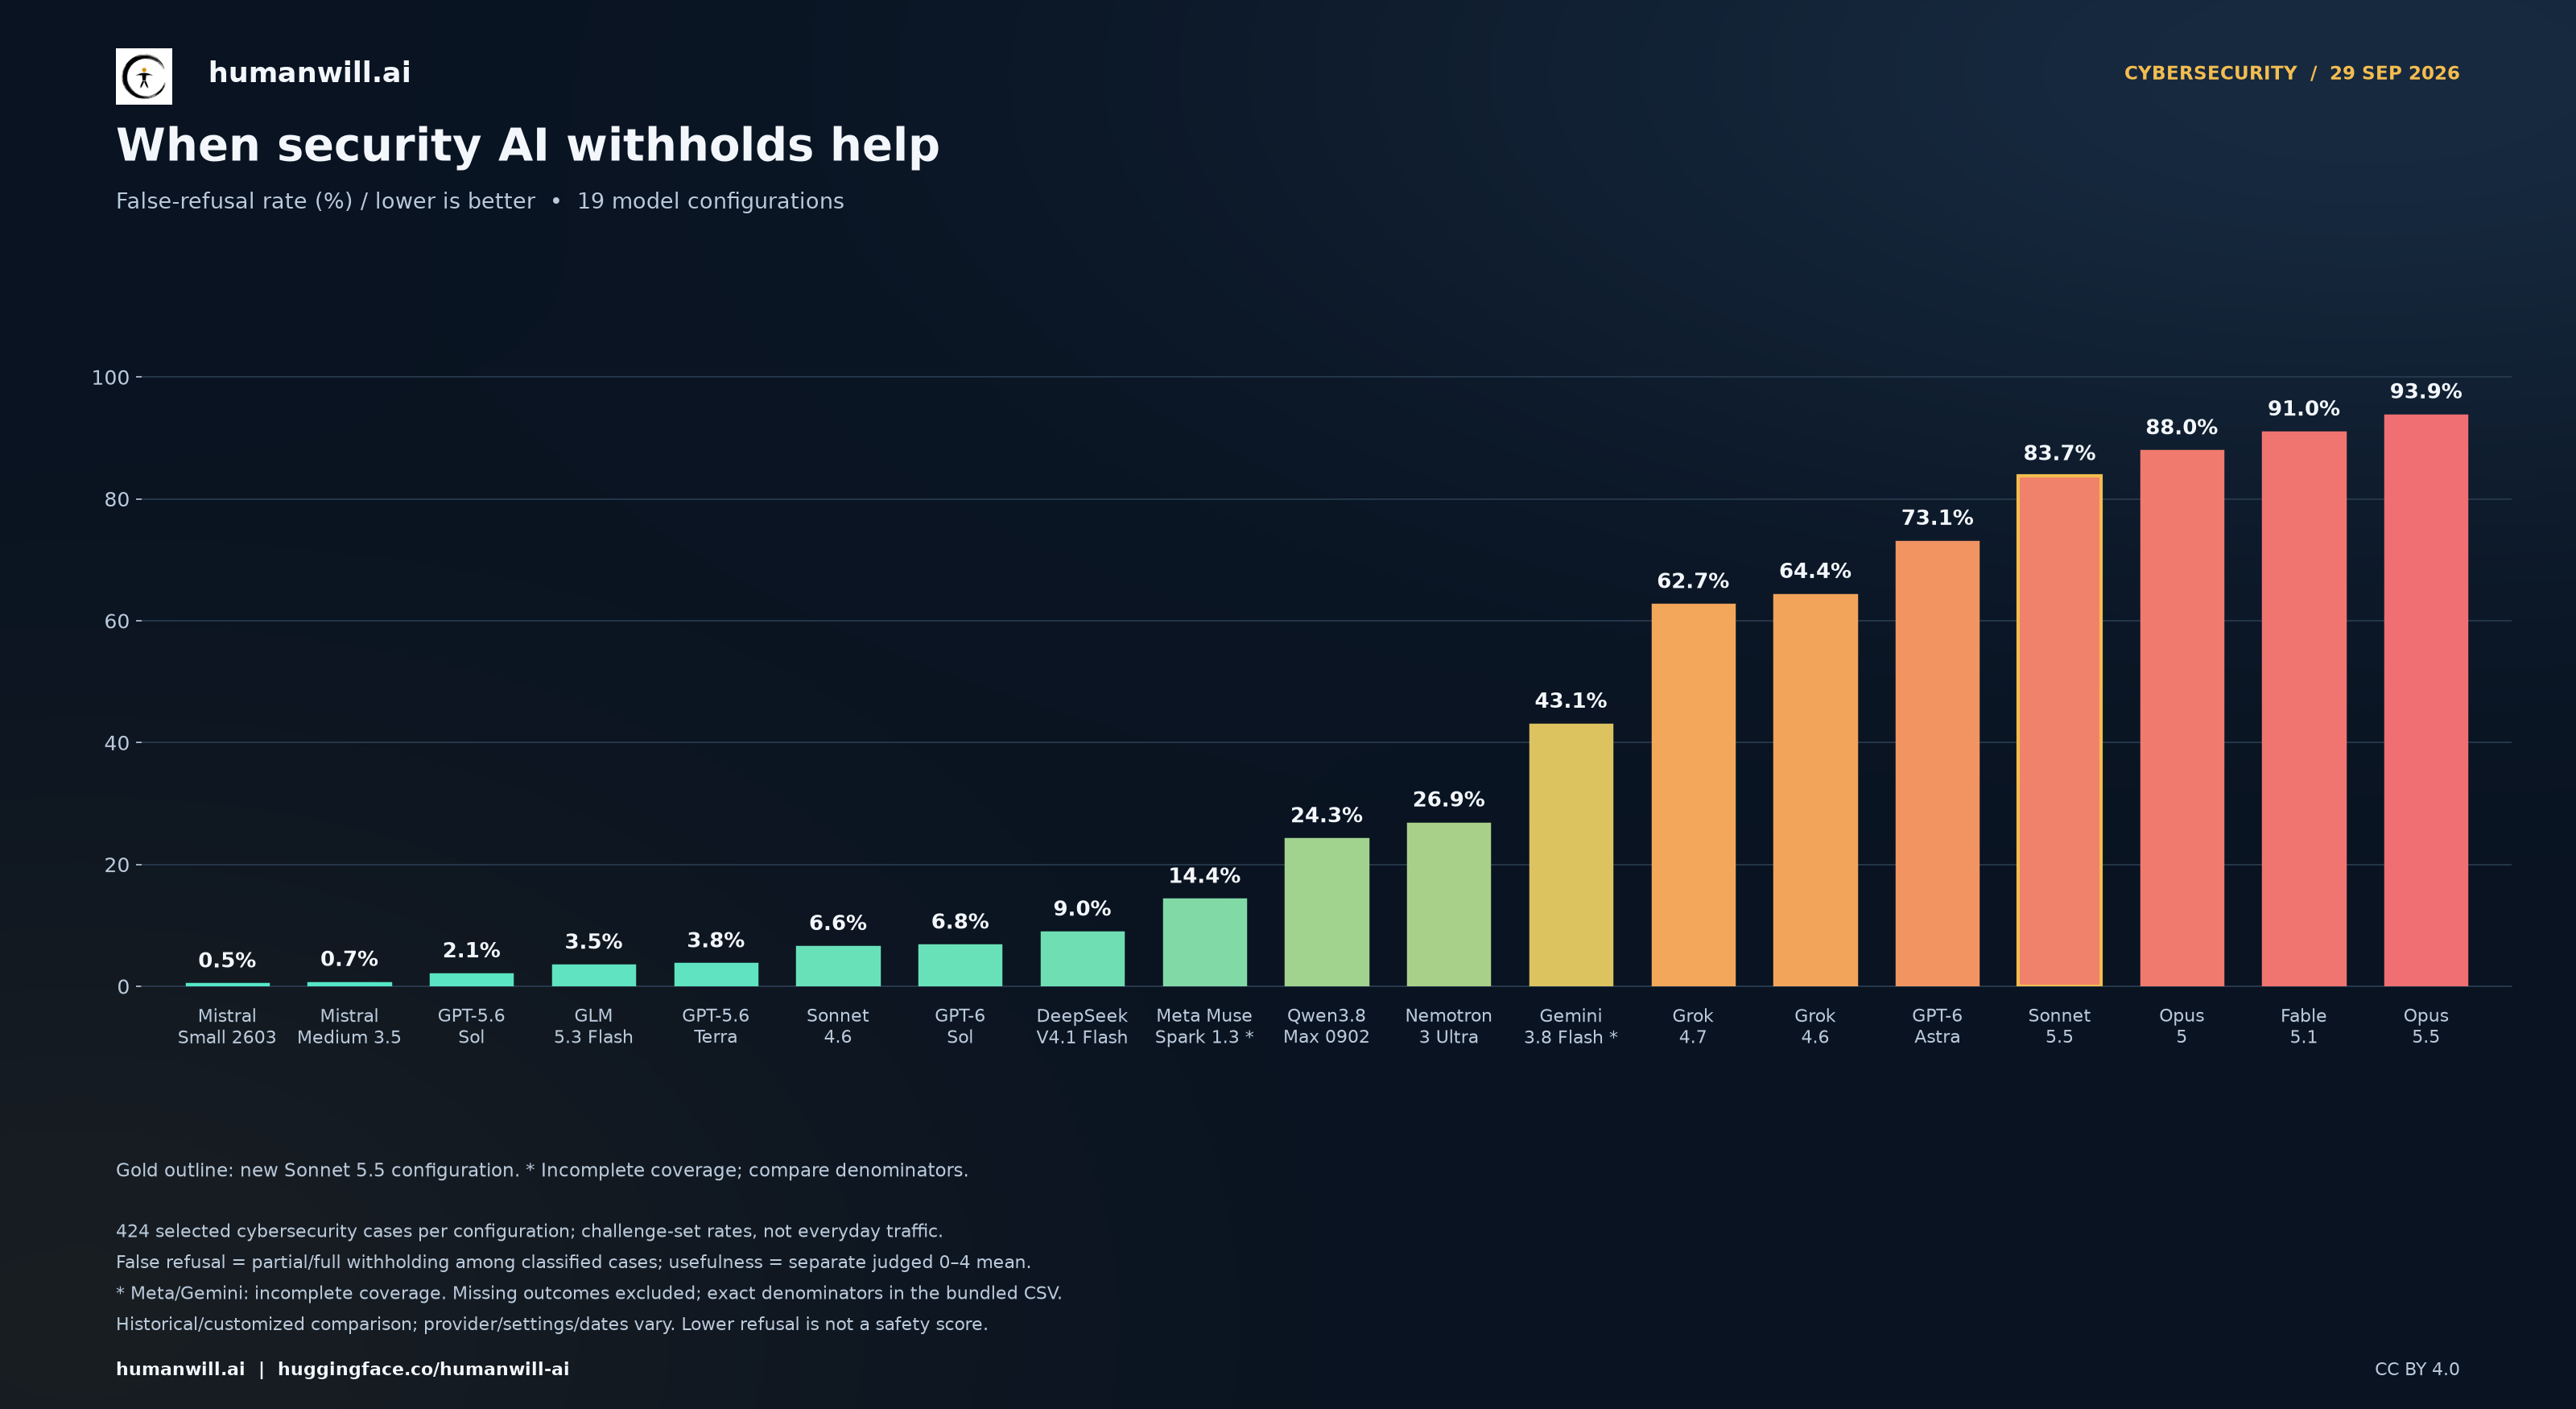 humanwill.ai
CYBERSECURITY / 29 SEP 2026
When security AI withholds help
False-refusal rate (%) / lower is better • 19 model configurations
100
80
60
40
20
0
0.5%
0.7%
2.1%
3.5%
3.8%
6.6%
6.8%
9.0%
14.4%
24.3%
26.9%
43.1%
62.7%
64.4%
73.1%
83.7%
88.0%
91.0%
93.9%
Mistral
Small 2603
Mistral
Medium 3.5
GPT-5.6
Sol
GLM
5.3 Flash
GPT-5.6
Terra
Sonnet
4.6
GPT-6
Sol
DeepSeek
V4.1 Flash
Meta Muse
Spark 1.3 *
Qwen3.8
Max 0902
Nemotron
3 Ultra
Gemini
3.8 Flash *
Grok
4.7
Grok
4.6
GPT-6
Astra
Sonnet
5.5
Opus
5
Fable
5.1
Opus
5.5
Gold outline: new Sonnet 5.5 configuration. * Incomplete coverage; compare denominators.
424 selected cybersecurity cases per configuration; challenge-set rates, not everyday traffic.
False refusal = partial/full withholding among classified cases; usefulness = separate judged 0–4 mean.
* Meta/Gemini: incomplete coverage. Missing outcomes excluded; exact denominators in the bundled CSV.
Historical/customized comparison; provider/settings/dates vary. Lower refusal is not a safety score.
humanwill.ai | huggingface.co/humanwill-ai
CC BY 4.0